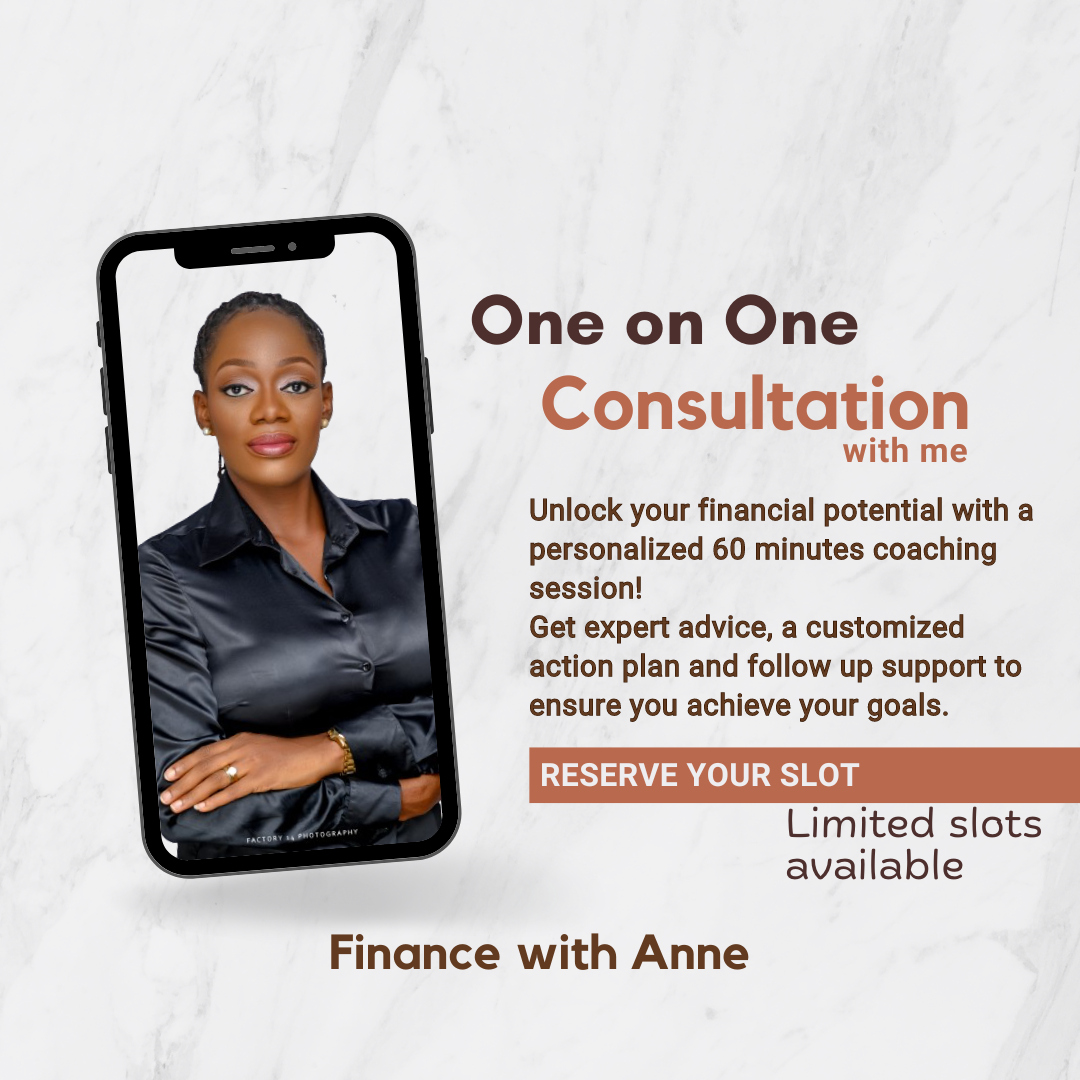 One on One
Consultation
with me
Unlock your financial potential with a
personalized 60 minutes coaching
session!
Get expert advice, a customized
action plan and follow up support to
ensure you achieve your goals.
RESERVE YOUR SLOT
Limited slots
available
FACTORY 14 PHOTOGRAPHY
Finance with Anne